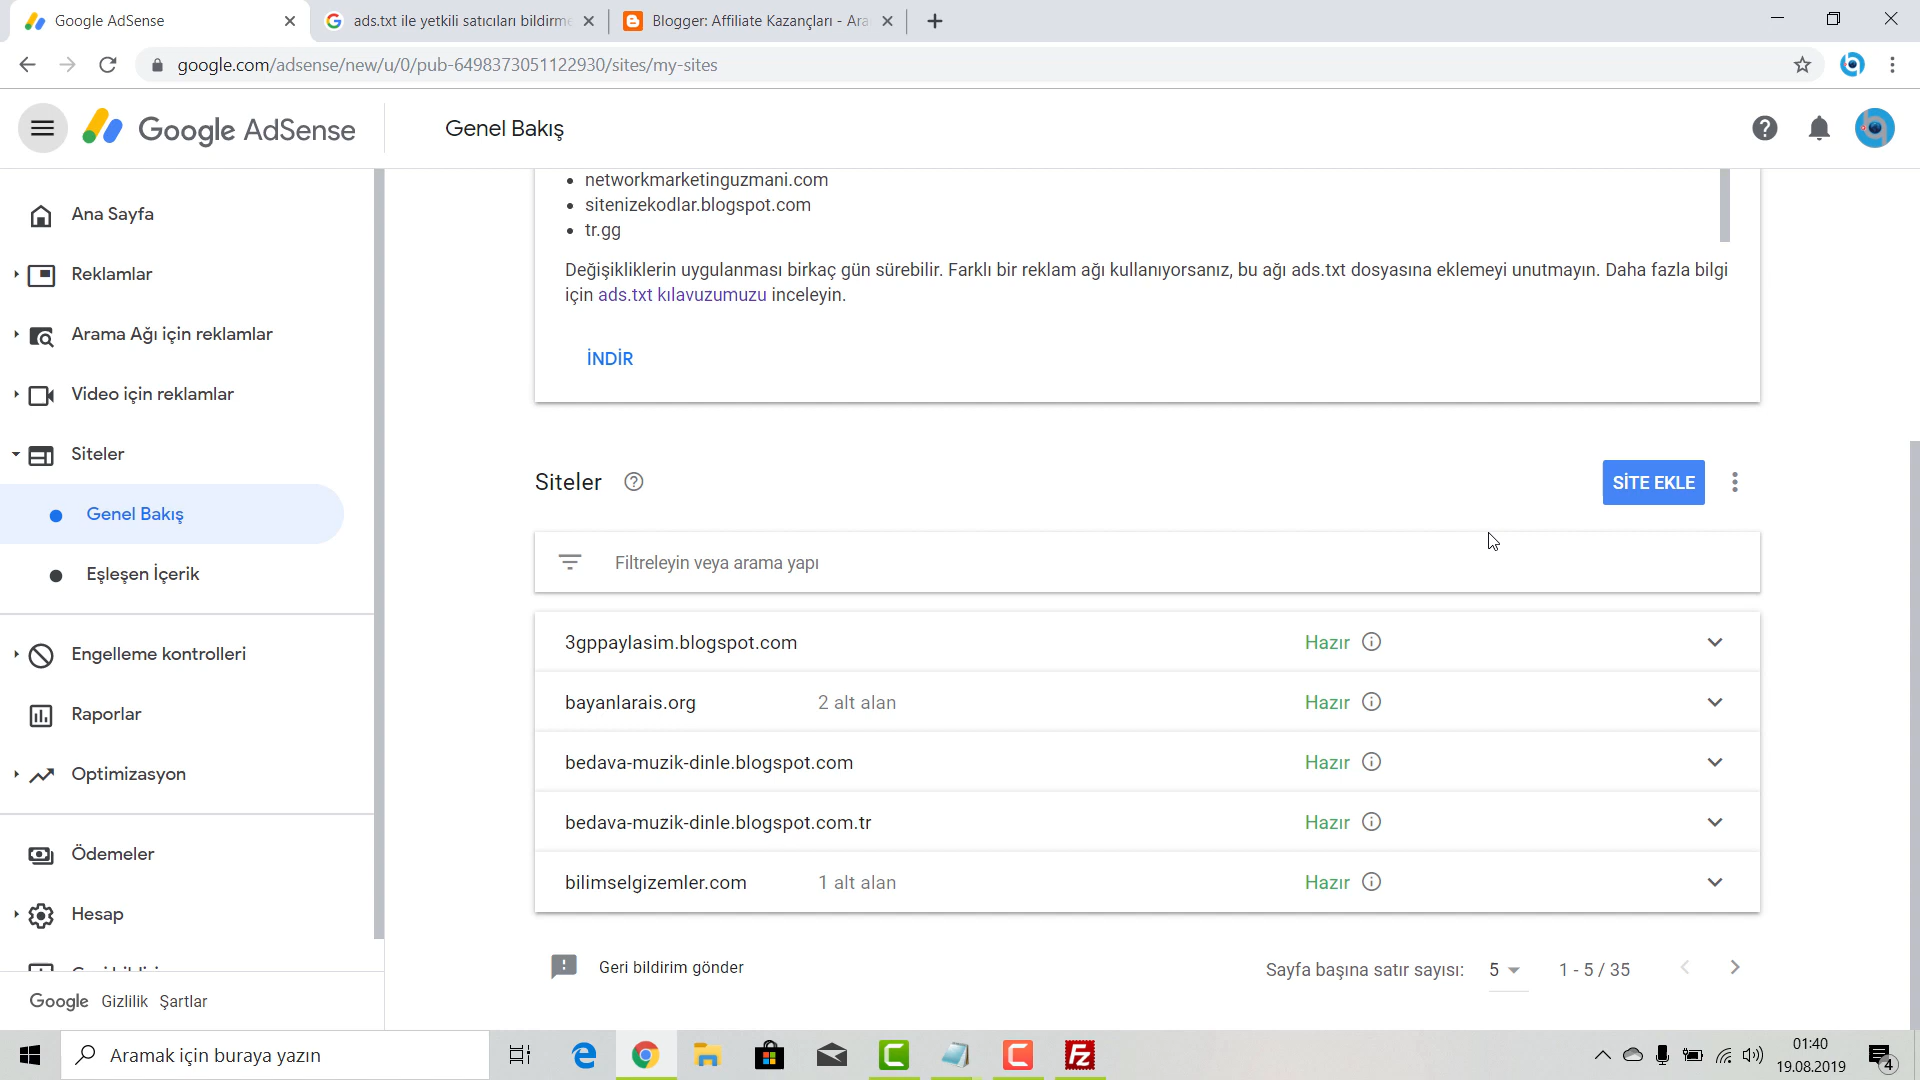 Google AdSense
ads.txt ile yetkili satıcıları bildirme
Blogger: Affiliate Kazançları - Ara
google.com/adsense/new/u/0/pub-6498373051122930/sites/my-sites
Google AdSense
Genel Bakış
Ana Sayfa
Reklamlar
Arama Ağı için reklamlar
Video için reklamlar
Siteler
Genel Bakış
Eşleşen İçerik
Engelleme kontrolleri
Raporlar
Optimizasyon
Ödemeler
Hesap
Google Gizlilik Şartlar
networkmarketinguzmani.com
sitenizekodlar.blogspot.com
tr.gg
Değişikliklerin uygulanması birkaç gün sürebilir. Farklı bir reklam ağı kullanıyorsanız, bu ağı ads.txt dosyasına eklemeyi unutmayın. Daha fazla bilgi
için ads.txt kılavuzumuzu inceleyin.
İNDİR
Siteler
SİTE EKLE
Filtreleyin veya arama yapı
3gppaylasim.blogspot.com Hazır
bayanlarais.org 2 alt alan Hazır
bedava-muzik-dinle.blogspot.com Hazır
bedava-muzik-dinle.blogspot.com.tr Hazır
bilimselgizemler.com 1 alt alan Hazır
Geri bildirim gönder
Sayfa başına satır sayısı: 5 1 - 5 / 35
Aramak için buraya yazın
01:40
19.08.2019
4